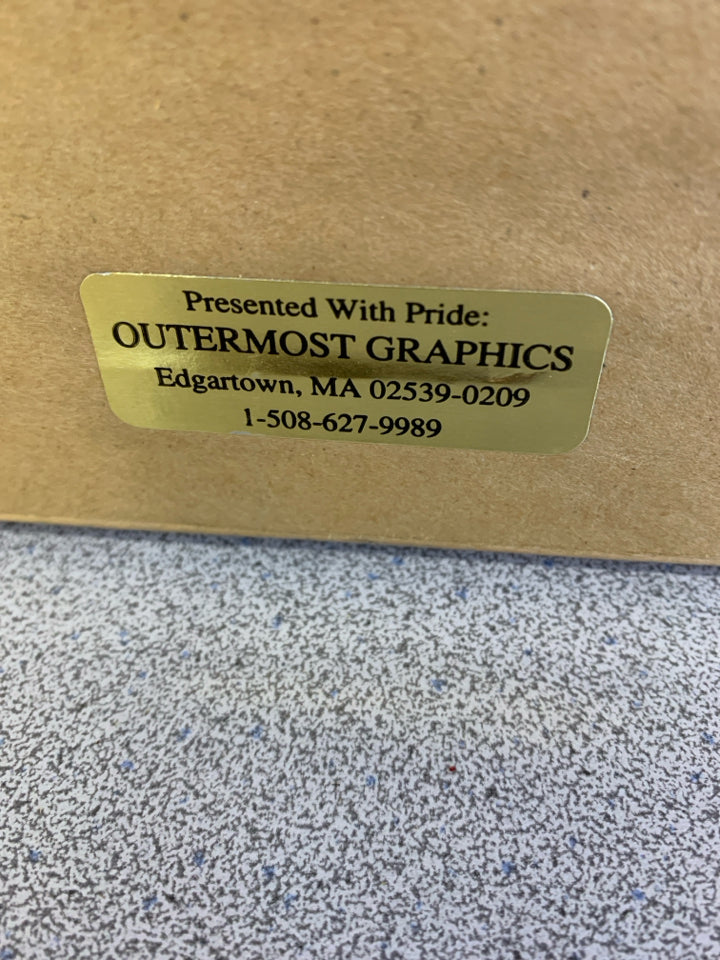 Presented With Pride:
OUTERMOST GRAPHICS
Edgartown, MA 02539-0209
1-508-627-9989